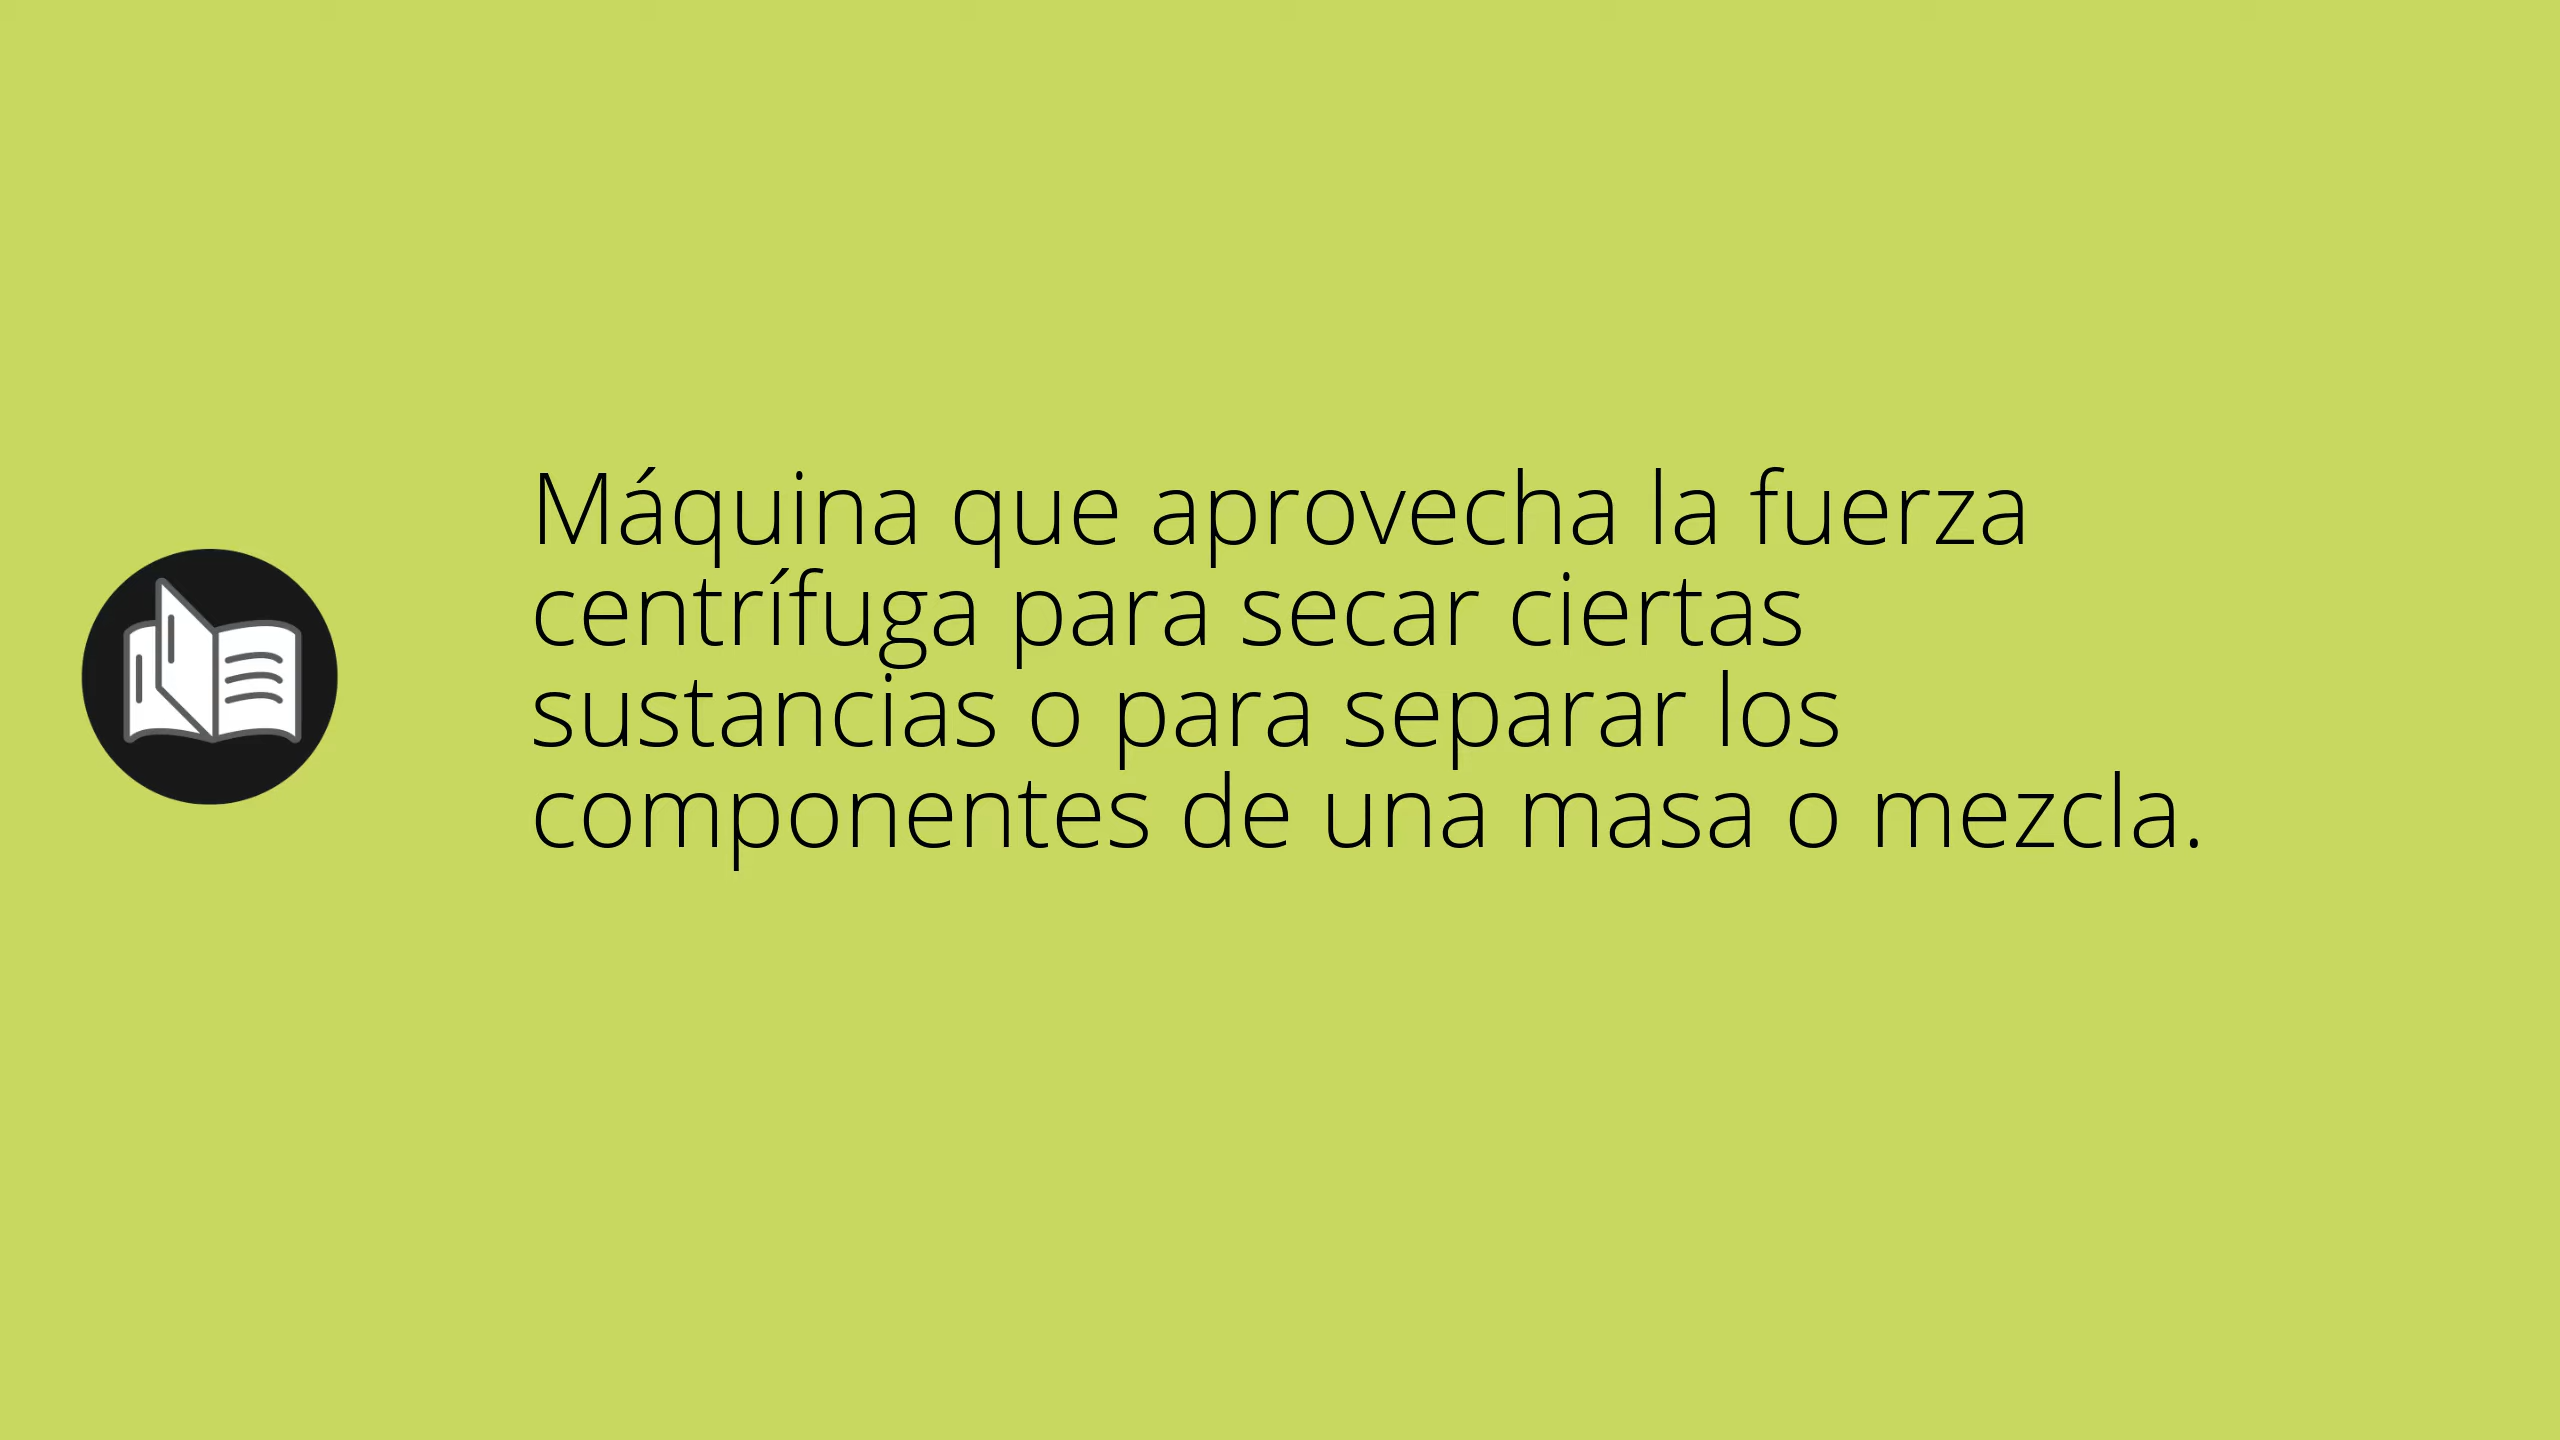 Máquina que aprovecha la fuerza
centrífuga para secar ciertas
sustancias o para separar los
componentes de una masa o mezcla.